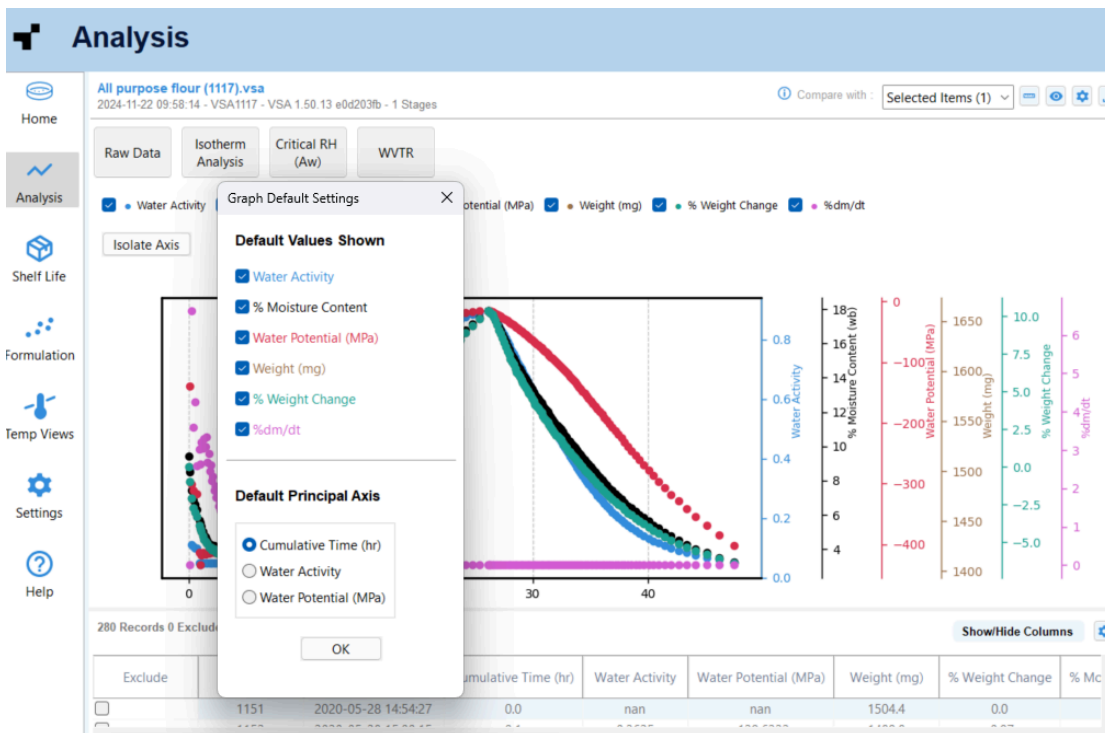 Analysis
Home
Analysis
Shelf Life
Formulation
Temp Views
Settings
Help
All purpose flour (1117).vsa
2024-11-22 09:58:14 - VSA1117 - VSA 1.50.13 e0d203fb - 1 Stages
Compare with :
Selected Items (1)
Raw Data
Isotherm
Analysis
Critical RH
(Aw)
WVTR
Water Activity
Weight (mg)
% Weight Change
%dm/dt
Isolate Axis
Graph Default Settings
Default Values Shown
Water Activity
% Moisture Content
Water Potential (MPa)
Weight (mg)
% Weight Change
%dm/dt
Default Principal Axis
Cumulative Time (hr)
Water Activity
Water Potential (MPa)
OK
0
30
40
0.8
0.6
0.4
0.2
0.0
Water Activity
18
16
14
12
10
8
6
4
% Moisture Content (wb)
0
−100
−200
−300
−400
Water Potential (MPa)
1650
1600
1550
1500
1450
1400
Weight (mg)
10.0
7.5
5.0
2.5
0.0
−2.5
−5.0
% Weight Change
6
5
4
3
2
1
0
%dm/dt
280 Records 0
Show/Hide Columns
Exclude
Time (hr)
Water Activity
Water Potential (MPa)
Weight (mg)
% Weight Change
%
1151
2020-05-28 14:54:27
0.0
nan
nan
1504.4
0.0